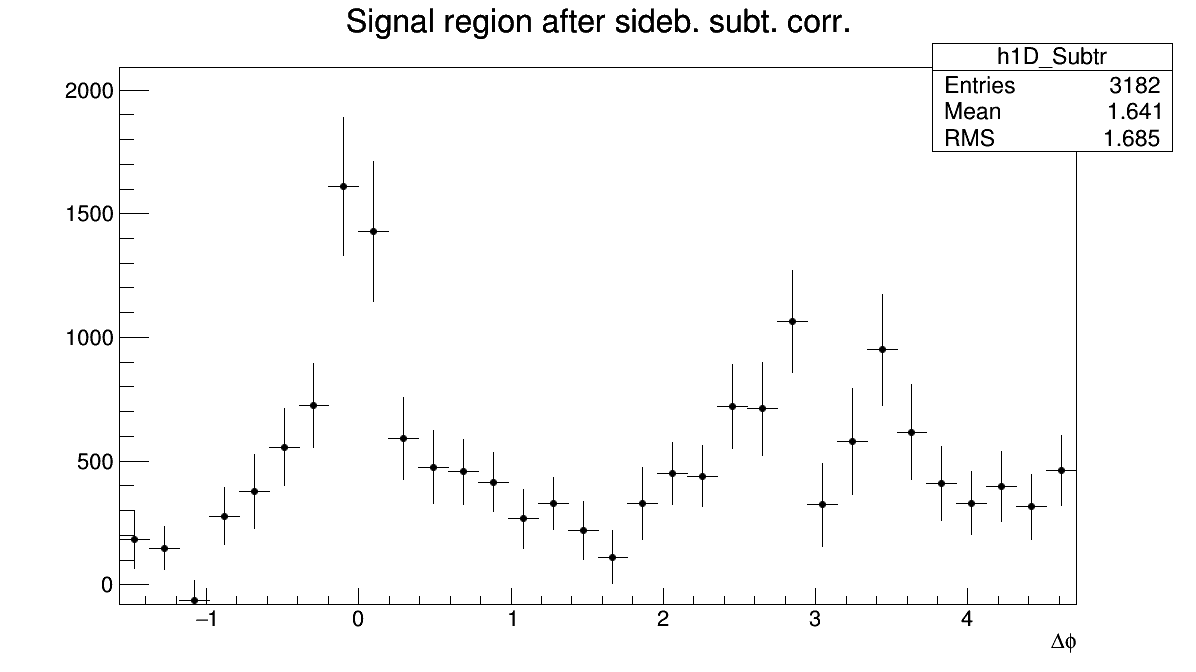 Signal region after sideb. subt. corr.
h1D_Subtr
Entries 3182
Mean 1.641
RMS 1.685
2000
1500
1000
500
0
−1 0 1 2 3 4
Δϕ